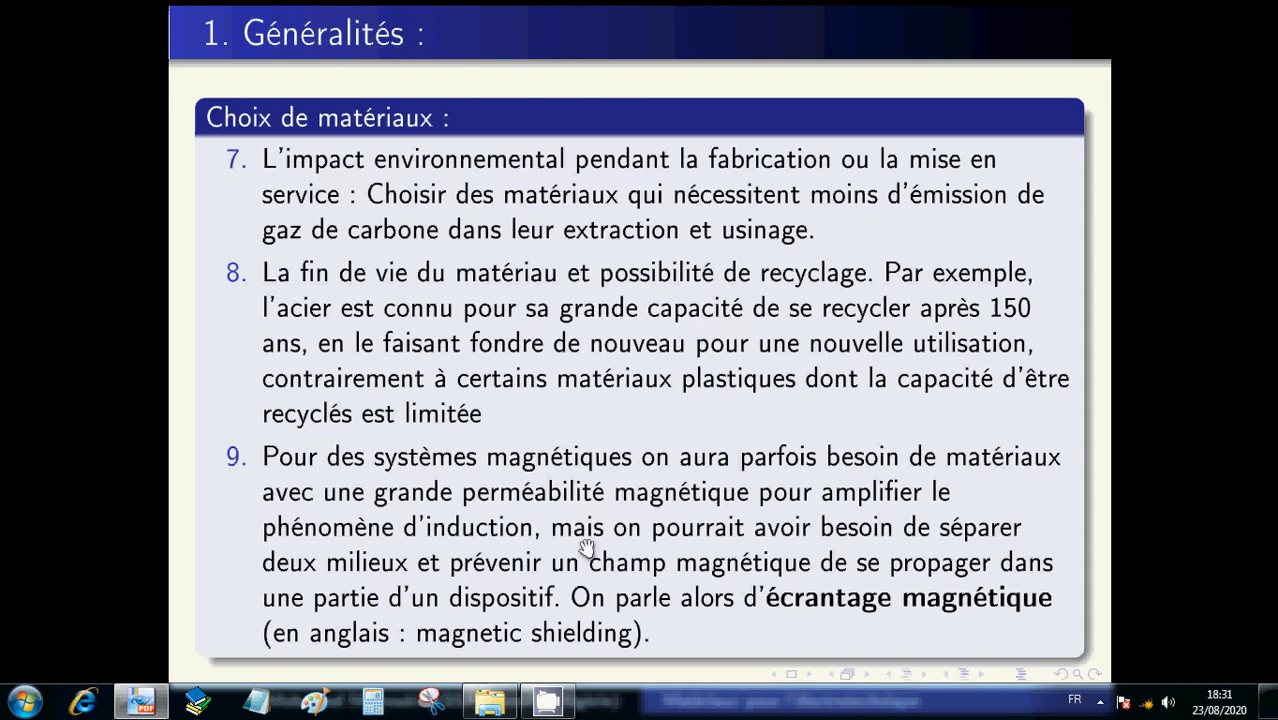 1. Généralités :
Choix de matériaux :
7. L'impact environnemental pendant la fabrication ou la mise en
service : Choisir des matériaux qui nécessitent moins d'émission de
gaz de carbone dans leur extraction et usinage.
8. La fin de vie du matériau et possibilité de recyclage. Par exemple,
l'acier est connu pour sa grande capacité de se recycler après 150
ans, en le faisant fondre de nouveau pour une nouvelle utilisation,
contrairement à certains matériaux plastiques dont la capacité d'être
recyclés est limitée
9. Pour des systèmes magnétiques on aura parfois besoin de matériaux
avec une grande perméabilité magnétique pour amplifier le
phénomène d'induction, mais on pourrait avoir besoin de séparer
deux milieux et prévenir un champ magnétique de se propager dans
une partie d'un dispositif. On parle alors d'écrantage magnétique
(en anglais : magnetic shielding).
PDF
FR
18:31
23/08/2020